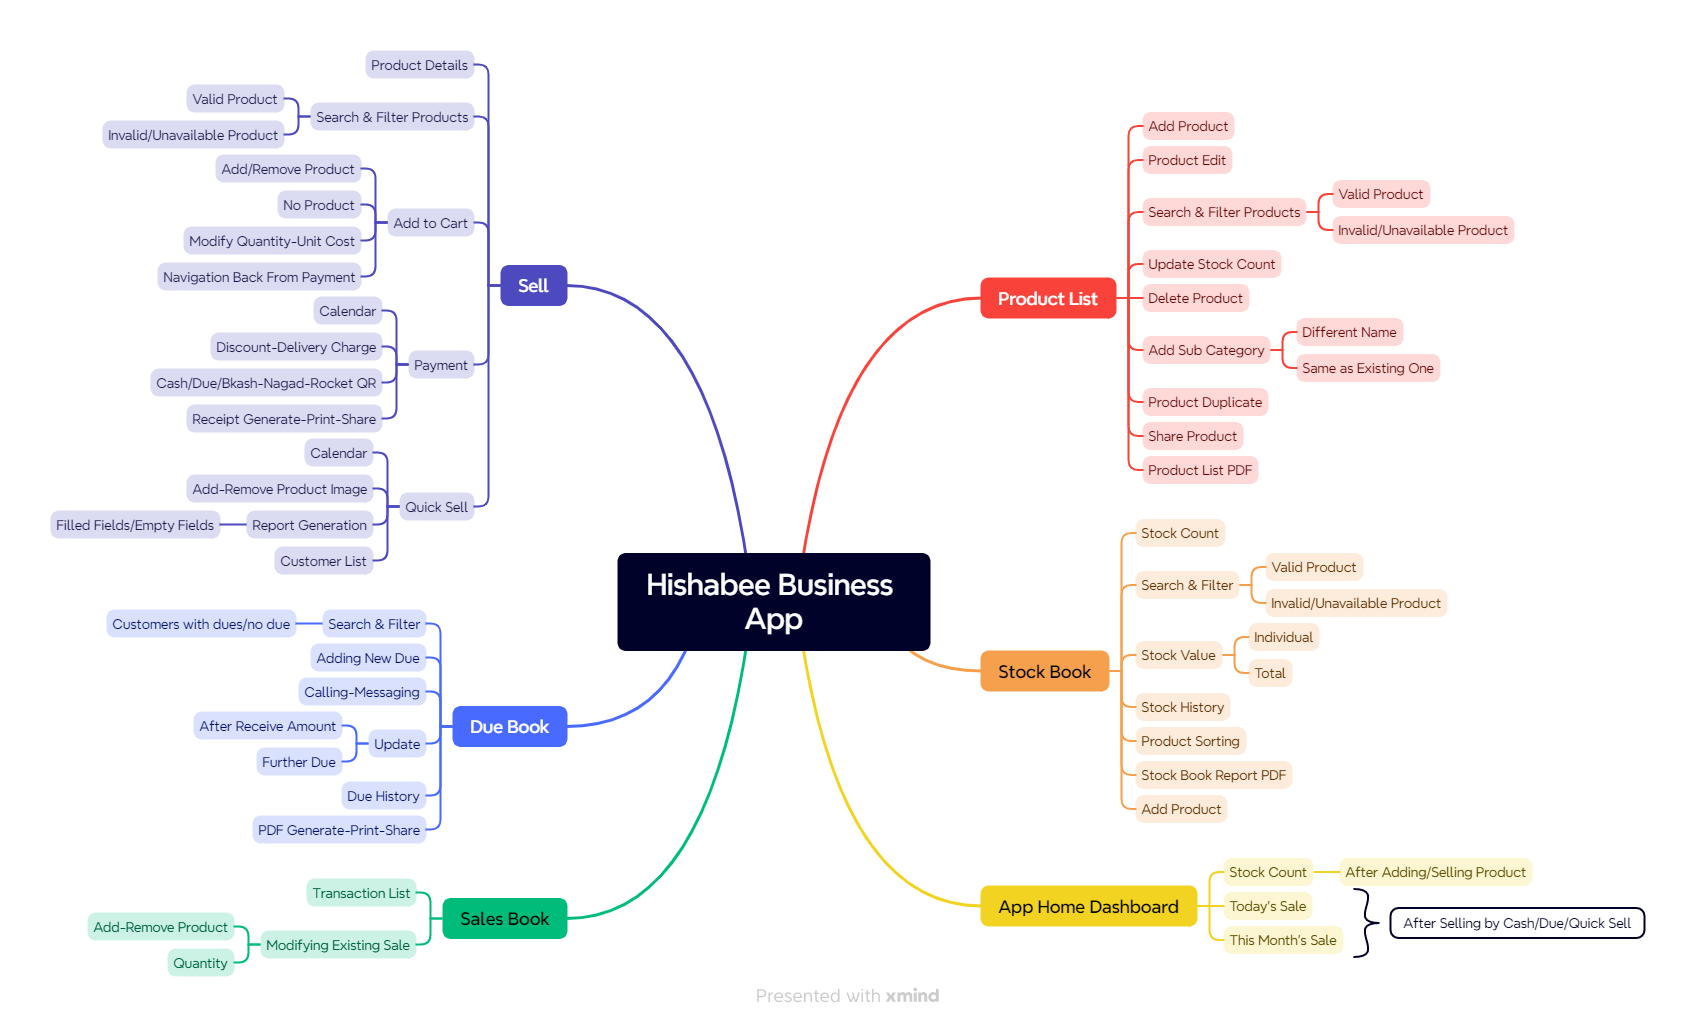 Product Details
Valid Product
Search & Filter Products
Invalid/Unavailable Product
Add/Remove Product
No Product
Add to Cart
Modify Quantity-Unit Cost
Navigation Back From Payment
Sell
Calendar
Discount-Delivery Charge
Payment
Cash/Due/Bkash-Nagad-Rocket QR
Receipt Generate-Print-Share
Calendar
Add-Remove Product Image
Quick Sell
Filled Fields/Empty Fields
Report Generation
Customer List
Add Product
Product Edit
Search & Filter Products
Valid Product
Invalid/Unavailable Product
Update Stock Count
Product List
Delete Product
Add Sub Category
Different Name
Same as Existing One
Product Duplicate
Share Product
Product List PDF
Hishabee Business
App
Customers with dues/no due
Search & Filter
Adding New Due
Calling-Messaging
Due Book
After Receive Amount
Update
Further Due
Due History
PDF Generate-Print-Share
Stock Count
Search & Filter
Valid Product
Invalid/Unavailable Product
Stock Book
Stock Value
Individual
Total
Stock History
Product Sorting
Stock Book Report PDF
Add Product
Transaction List
Sales Book
Add-Remove Product
Modifying Existing Sale
Quantity
App Home Dashboard
Stock Count
After Adding/Selling Product
Today's Sale
This Month's Sale
After Selling by Cash/Due/Quick Sell
Presented with xmind